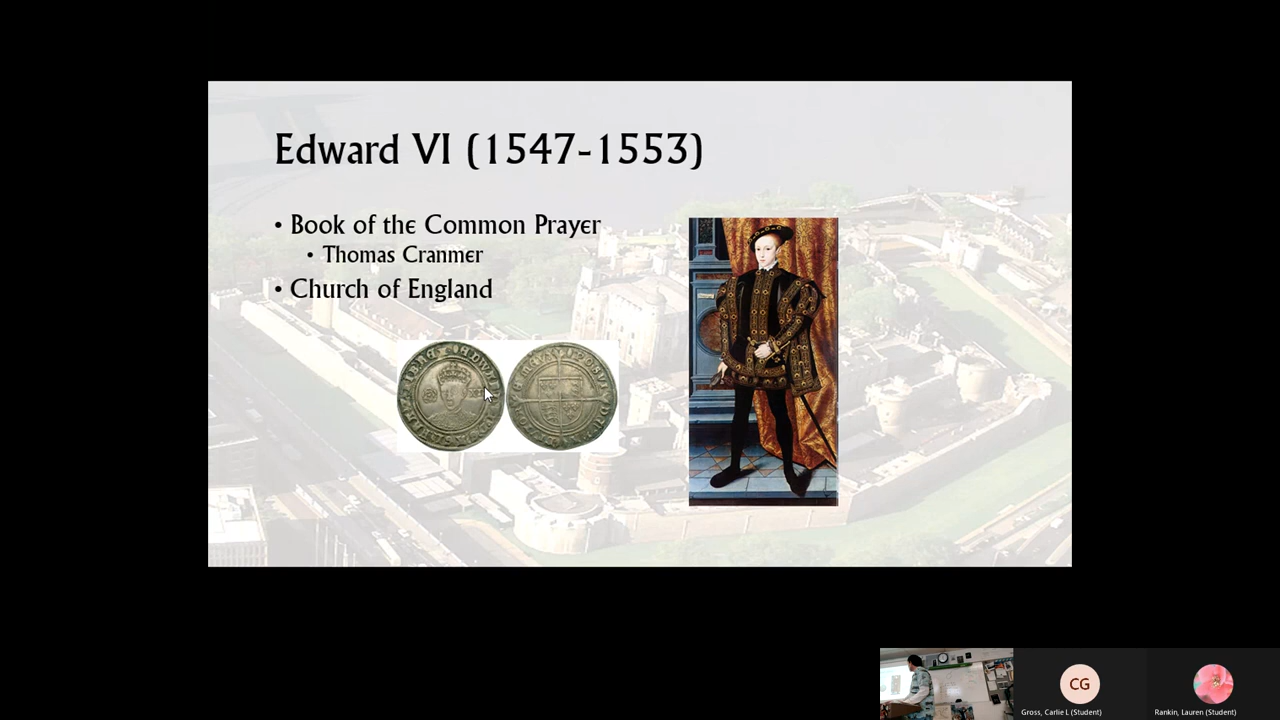 Edward VI (1547-1553)
• Book of the Common Prayer
• Thomas Cranmer
• Church of England
CG
Gross, Carlie L (Student)
Rankin, Lauren (Student)